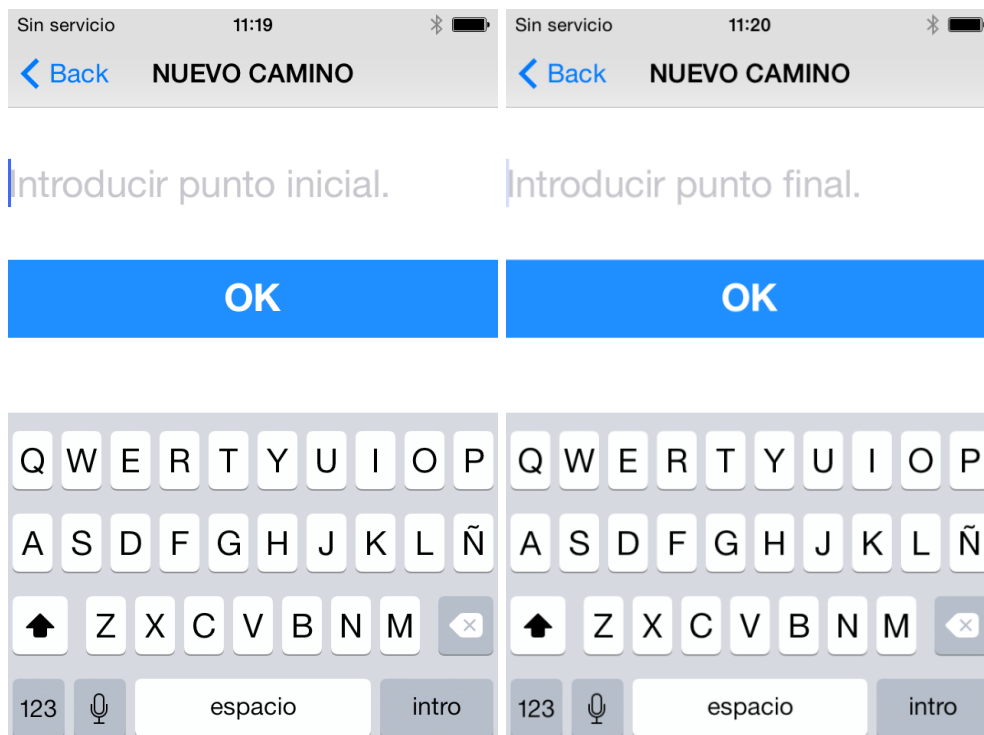 Sin servicio 11:19
Back NUEVO CAMINO
Introducir punto inicial.
OK
Q W E R T Y U I O P
A S D F G H J K L Ñ
Z X C V B N M
123 espacio intro
Sin servicio 11:20
Back NUEVO CAMINO
Introducir punto final.
OK
Q W E R T Y U I O P
A S D F G H J K L Ñ
Z X C V B N M
123 espacio intro